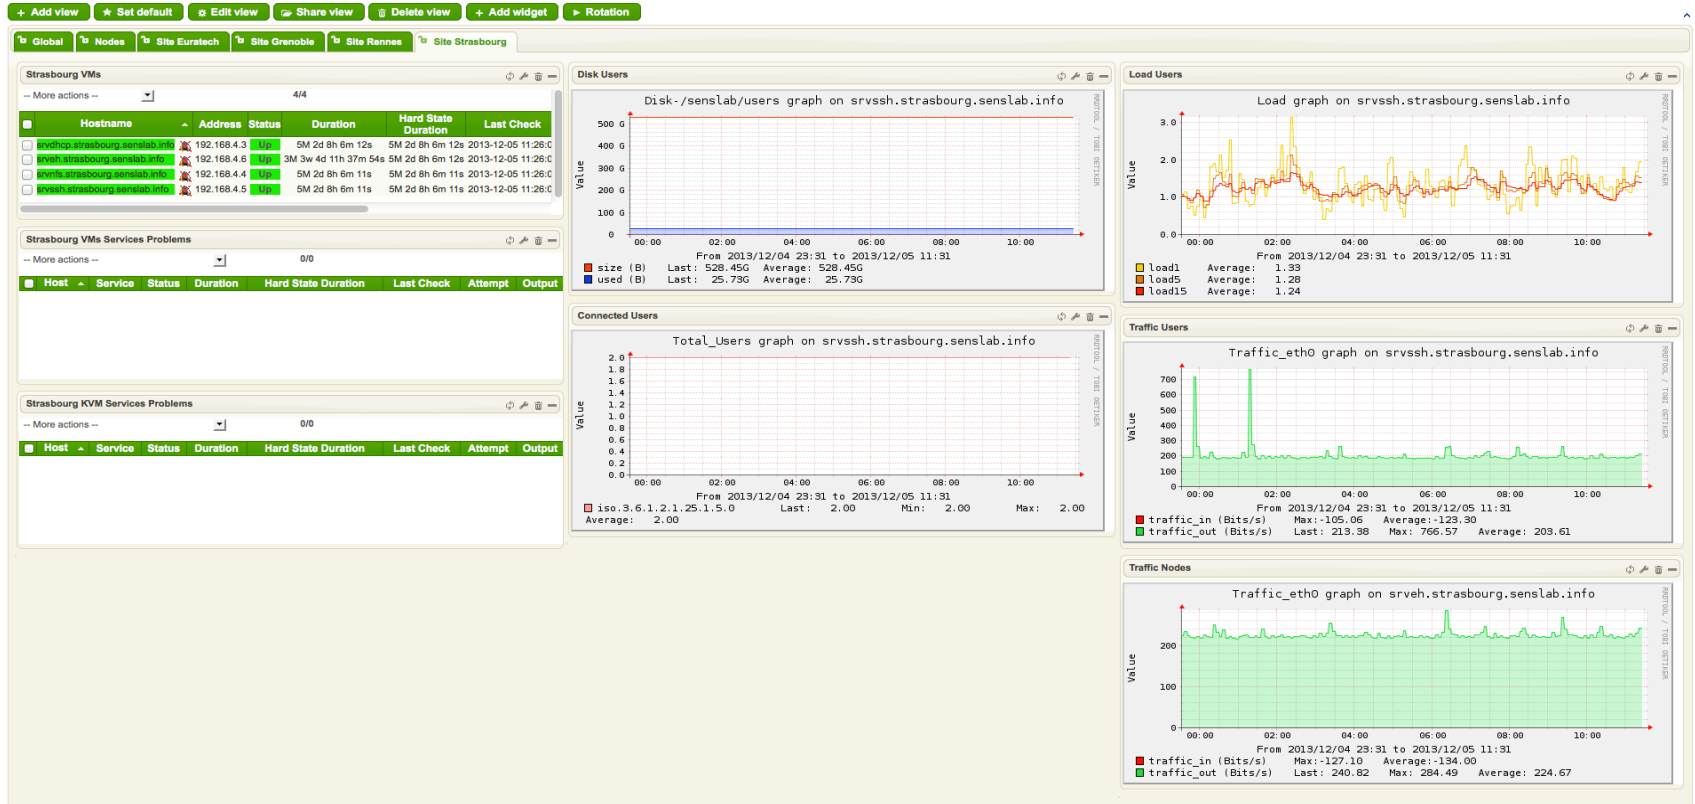 + Add view  ★ Set default  Edit view  Share view  Delete view  + Add widget  ► Rotation
Global  Nodes  Site Euratech  Site Grenoble  Site Rennes  Site Strasbourg
Strasbourg VMs
-- More actions --  4/4
Hostname  Address  Status  Duration  Hard State Duration  Last Check
srvdhcp.strasbourg.senslab.info  192.168.4.3  Up  5M 2d 8h 6m 12s  5M 2d 8h 6m 12s  2013-12-05 11:26:0
srveh.strasbourg.senslab.info  192.168.4.6  Up  3M 3w 4d 11h 37m 54s  5M 2d 8h 6m 12s  2013-12-05 11:26:0
srvnfs.strasbourg.senslab.info  192.168.4.4  Up  5M 2d 8h 6m 11s  5M 2d 8h 6m 11s  2013-12-05 11:26:0
srvssh.strasbourg.senslab.info  192.168.4.5  Up  5M 2d 8h 6m 11s  5M 2d 8h 6m 11s  2013-12-05 11:26:0
Strasbourg VMs Services Problems
-- More actions --  0/0
Host  Service  Status  Duration  Hard State Duration  Last Check  Attempt  Output
Strasbourg KVM Services Problems
-- More actions --  0/0
Host  Service  Status  Duration  Hard State Duration  Last Check  Attempt  Output
Disk Users
Disk-/senslab/users graph on srvssh.strasbourg.senslab.info
RRDTOOL / TOBI OETIKER
Value
500 G
400 G
300 G
200 G
100 G
0
00:00  02:00  04:00  06:00  08:00  10:00
From 2013/12/04 23:31 to 2013/12/05 11:31
size (B)  Last: 528.45G  Average: 528.45G
used (B)  Last: 25.73G  Average: 25.73G
Connected Users
Total_Users graph on srvssh.strasbourg.senslab.info
RRDTOOL / TOBI OETIKER
Value
2.0
1.8
1.6
1.4
1.2
1.0
0.8
0.6
0.4
0.2
0.0
00:00  02:00  04:00  06:00  08:00  10:00
From 2013/12/04 23:31 to 2013/12/05 11:31
iso.3.6.1.2.1.25.1.5.0  Last: 2.00  Min: 2.00  Max: 2.00
Average: 2.00
Load Users
Load graph on srvssh.strasbourg.senslab.info
RRDTOOL / TOBI OETIKER
Value
3.0
2.0
1.0
0.0
00:00  02:00  04:00  06:00  08:00  10:00
From 2013/12/04 23:31 to 2013/12/05 11:31
load1  Average: 1.33
load5  Average: 1.28
load15  Average: 1.24
Traffic Users
Traffic_eth0 graph on srvssh.strasbourg.senslab.info
RRDTOOL / TOBI OETIKER
Value
700
600
500
400
300
200
100
0
00:00  02:00  04:00  06:00  08:00  10:00
From 2013/12/04 23:31 to 2013/12/05 11:31
traffic_in (Bits/s)  Max:-105.06  Average:-123.30
traffic_out (Bits/s)  Last: 213.38  Max: 766.57  Average: 203.61
Traffic Nodes
Traffic_eth0 graph on srveh.strasbourg.senslab.info
RRDTOOL / TOBI OETIKER
Value
200
100
0
00:00  02:00  04:00  06:00  08:00  10:00
From 2013/12/04 23:31 to 2013/12/05 11:31
traffic_in (Bits/s)  Max:-127.10  Average:-134.00
traffic_out (Bits/s)  Last: 240.82  Max: 284.49  Average: 224.67